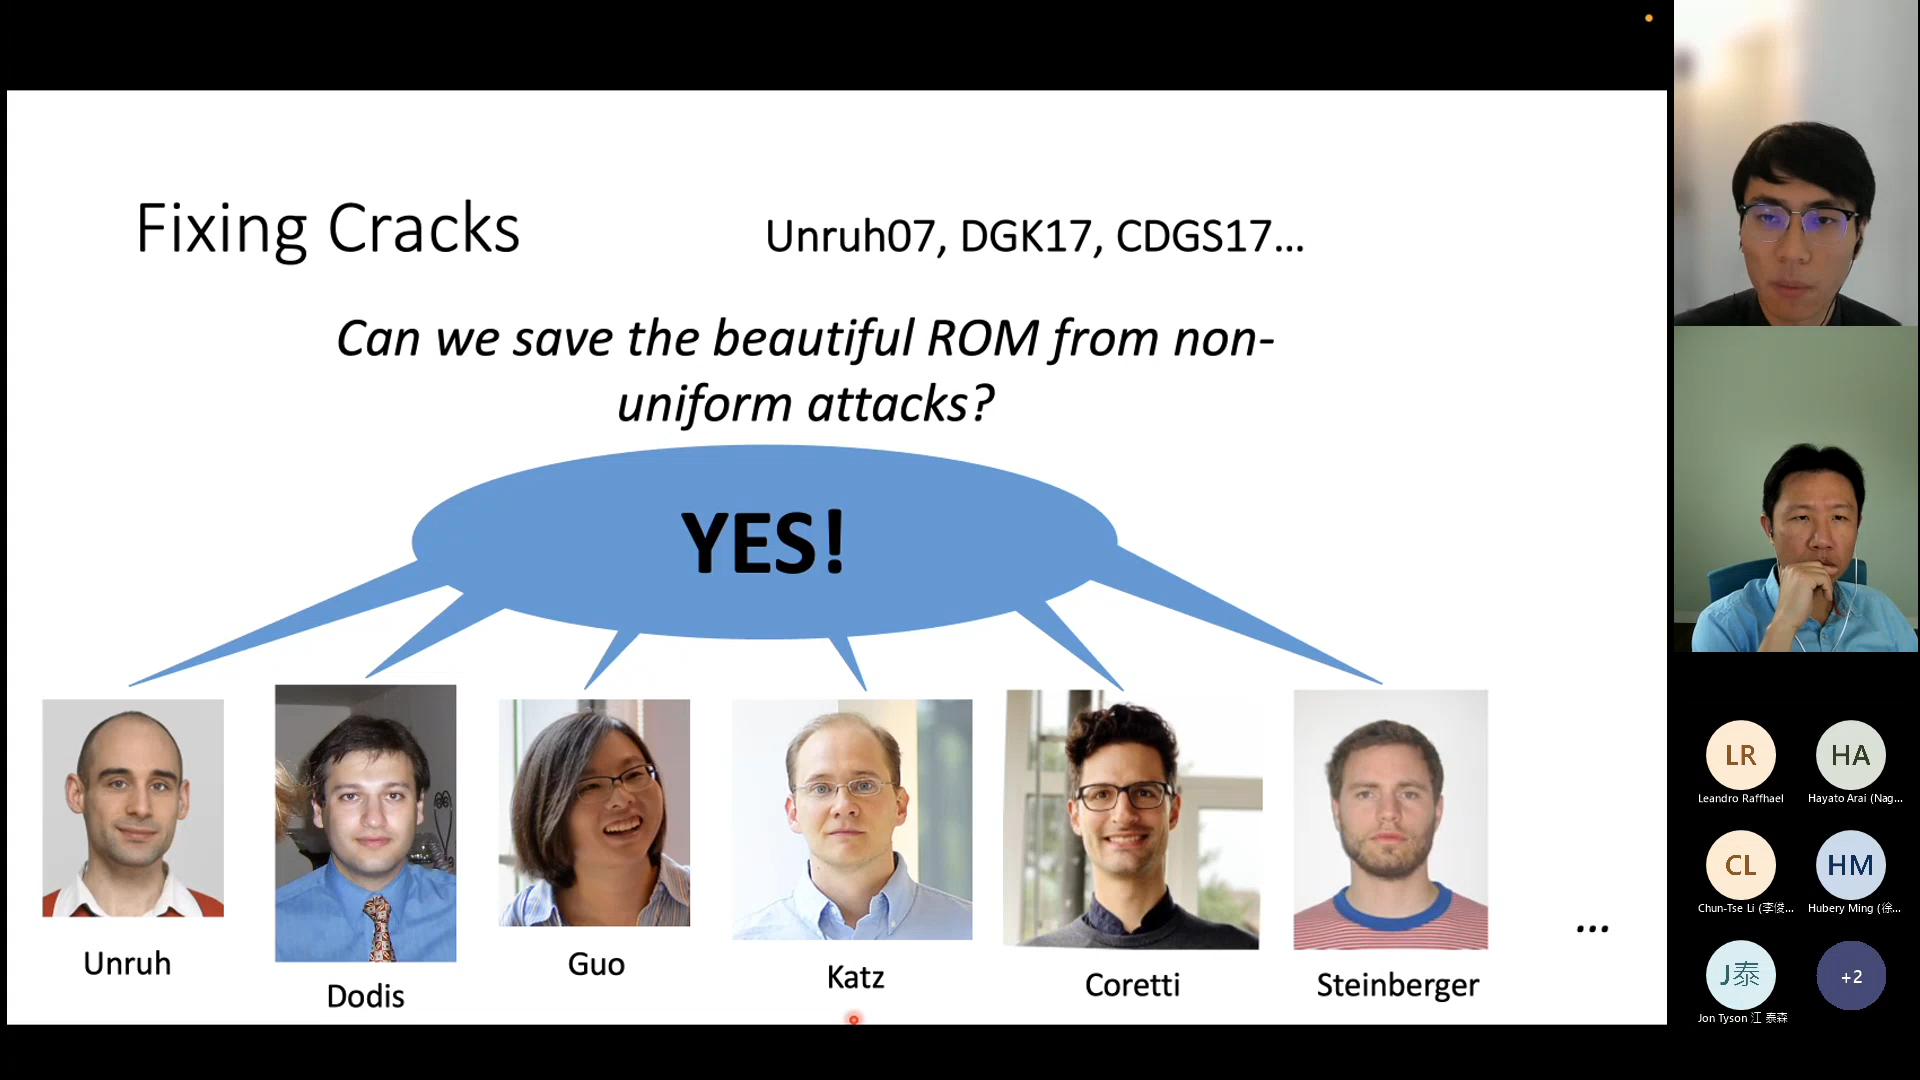 Fixing Cracks
Unruh07, DGK17, CDGS17...
Can we save the beautiful ROM from non-
uniform attacks?
YES!
Unruh
Dodis
Guo
Katz
Coretti
Steinberger
...
LR
HA
Leandro Raffhael
Hayato Arai (Nag...
CL
HM
Chun-Tse Li (李俊...
Hubery Ming (徐...
J泰
+2
Jon Tyson 江 泰森